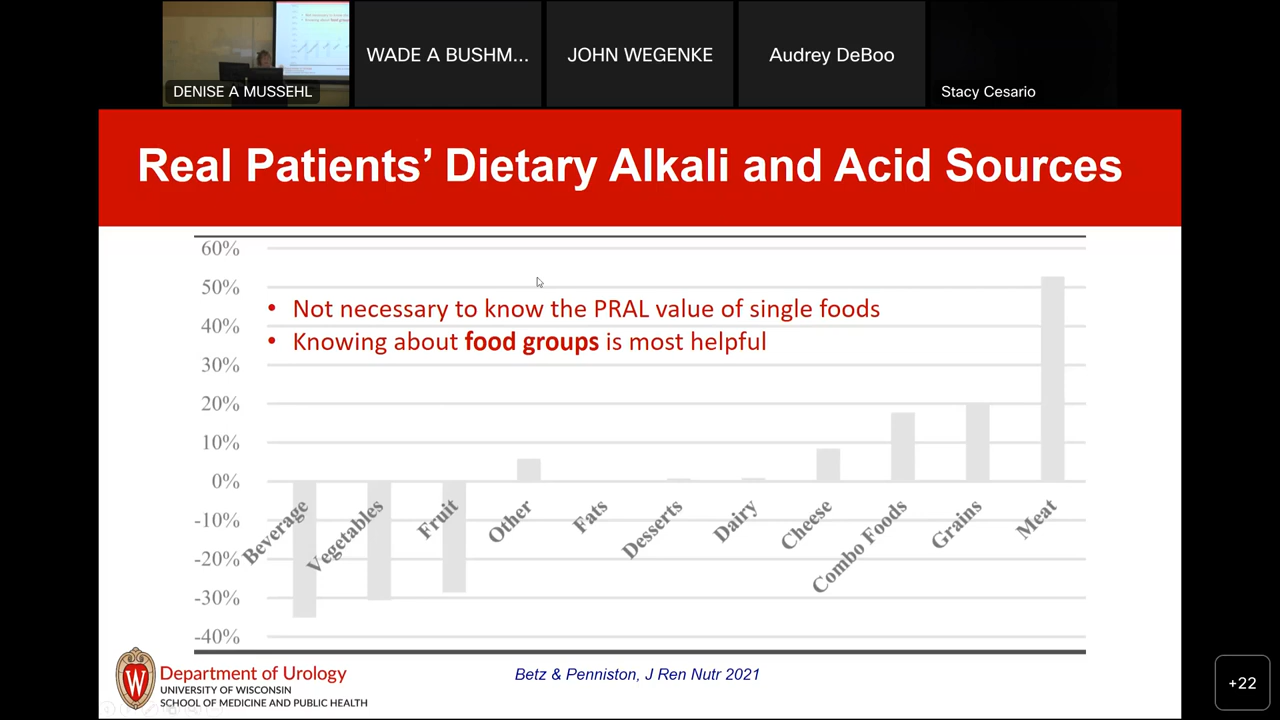 DENISE A MUSSEHL
WADE A BUSHM...
JOHN WEGENKE
Audrey DeBoo
Stacy Cesario
Real Patients’ Dietary Alkali and Acid Sources
60%
50%
40%
30%
20%
10%
0%
-10%
-20%
-30%
-40%
• Not necessary to know the PRAL value of single foods
• Knowing about food groups is most helpful
Beverage
Vegetables
Fruit
Other
Fats
Desserts
Dairy
Cheese
Combo Foods
Grains
Meat
W
Department of Urology
UNIVERSITY OF WISCONSIN
SCHOOL OF MEDICINE AND PUBLIC HEALTH
Betz & Penniston, J Ren Nutr 2021
+22